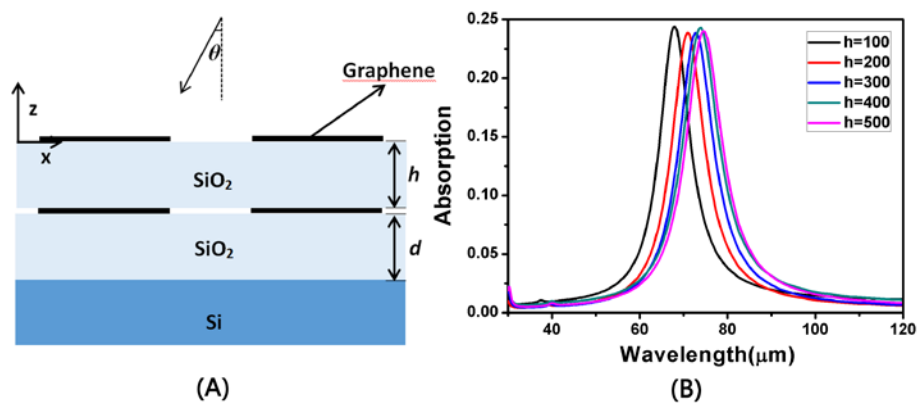 θ
Graphene
z
x
SiO₂
h
SiO₂
d
Si
(A)
B)
0.25
0.20
0.15
0.10
0.05
0.00
Absorption
h=100
h=200
h=300
h=400
h=500
40 60 80 100 120
Wavelength(μm)
(B)